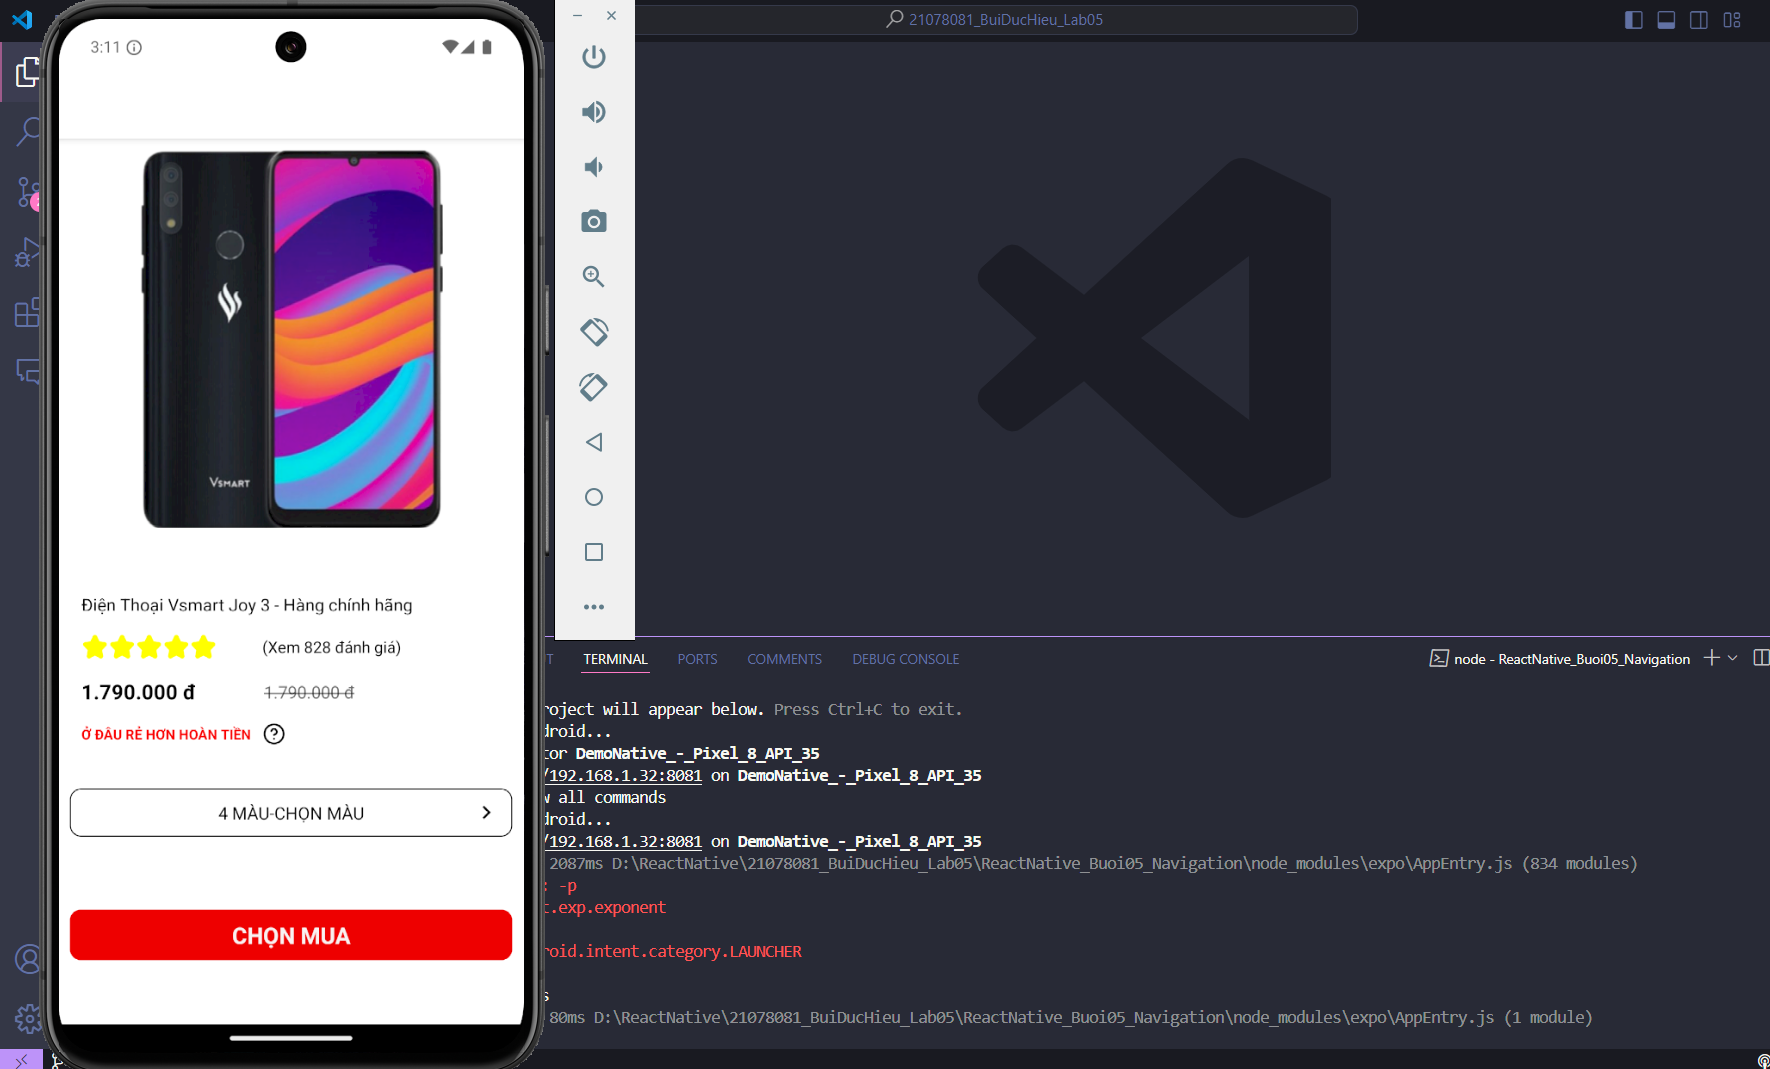 21078081_BuiDucHieu_Lab05
3:11
VSMART
Điện Thoại Vsmart Joy 3 - Hàng chính hãng
(Xem 828 đánh giá)
1.790.000 đ
1.790.000 đ
Ở ĐÂU RẺ HƠN HOÀN TIỀN
4 MÀU-CHỌN MÀU
CHỌN MUA
T TERMINAL PORTS COMMENTS DEBUG CONSOLE
node - ReactNative_Buoi05_Navigation
roject will appear below. Press Ctrl+C to exit.
droid...
tor DemoNative_-_Pixel_8_API_35
/192.168.1.32:8081 on DemoNative_-_Pixel_8_API_35
w all commands
droid...
/192.168.1.32:8081 on DemoNative_-_Pixel_8_API_35
2087ms D:\ReactNative\21078081_BuiDucHieu_Lab05\ReactNative_Buoi05_Navigation\node_modules\expo\AppEntry.js (834 modules)
: -p
t.exp.exponent
roid.intent.category.LAUNCHER
s
80ms D:\ReactNative\21078081_BuiDucHieu_Lab05\ReactNative_Buoi05_Navigation\node_modules\expo\AppEntry.js (1 module)